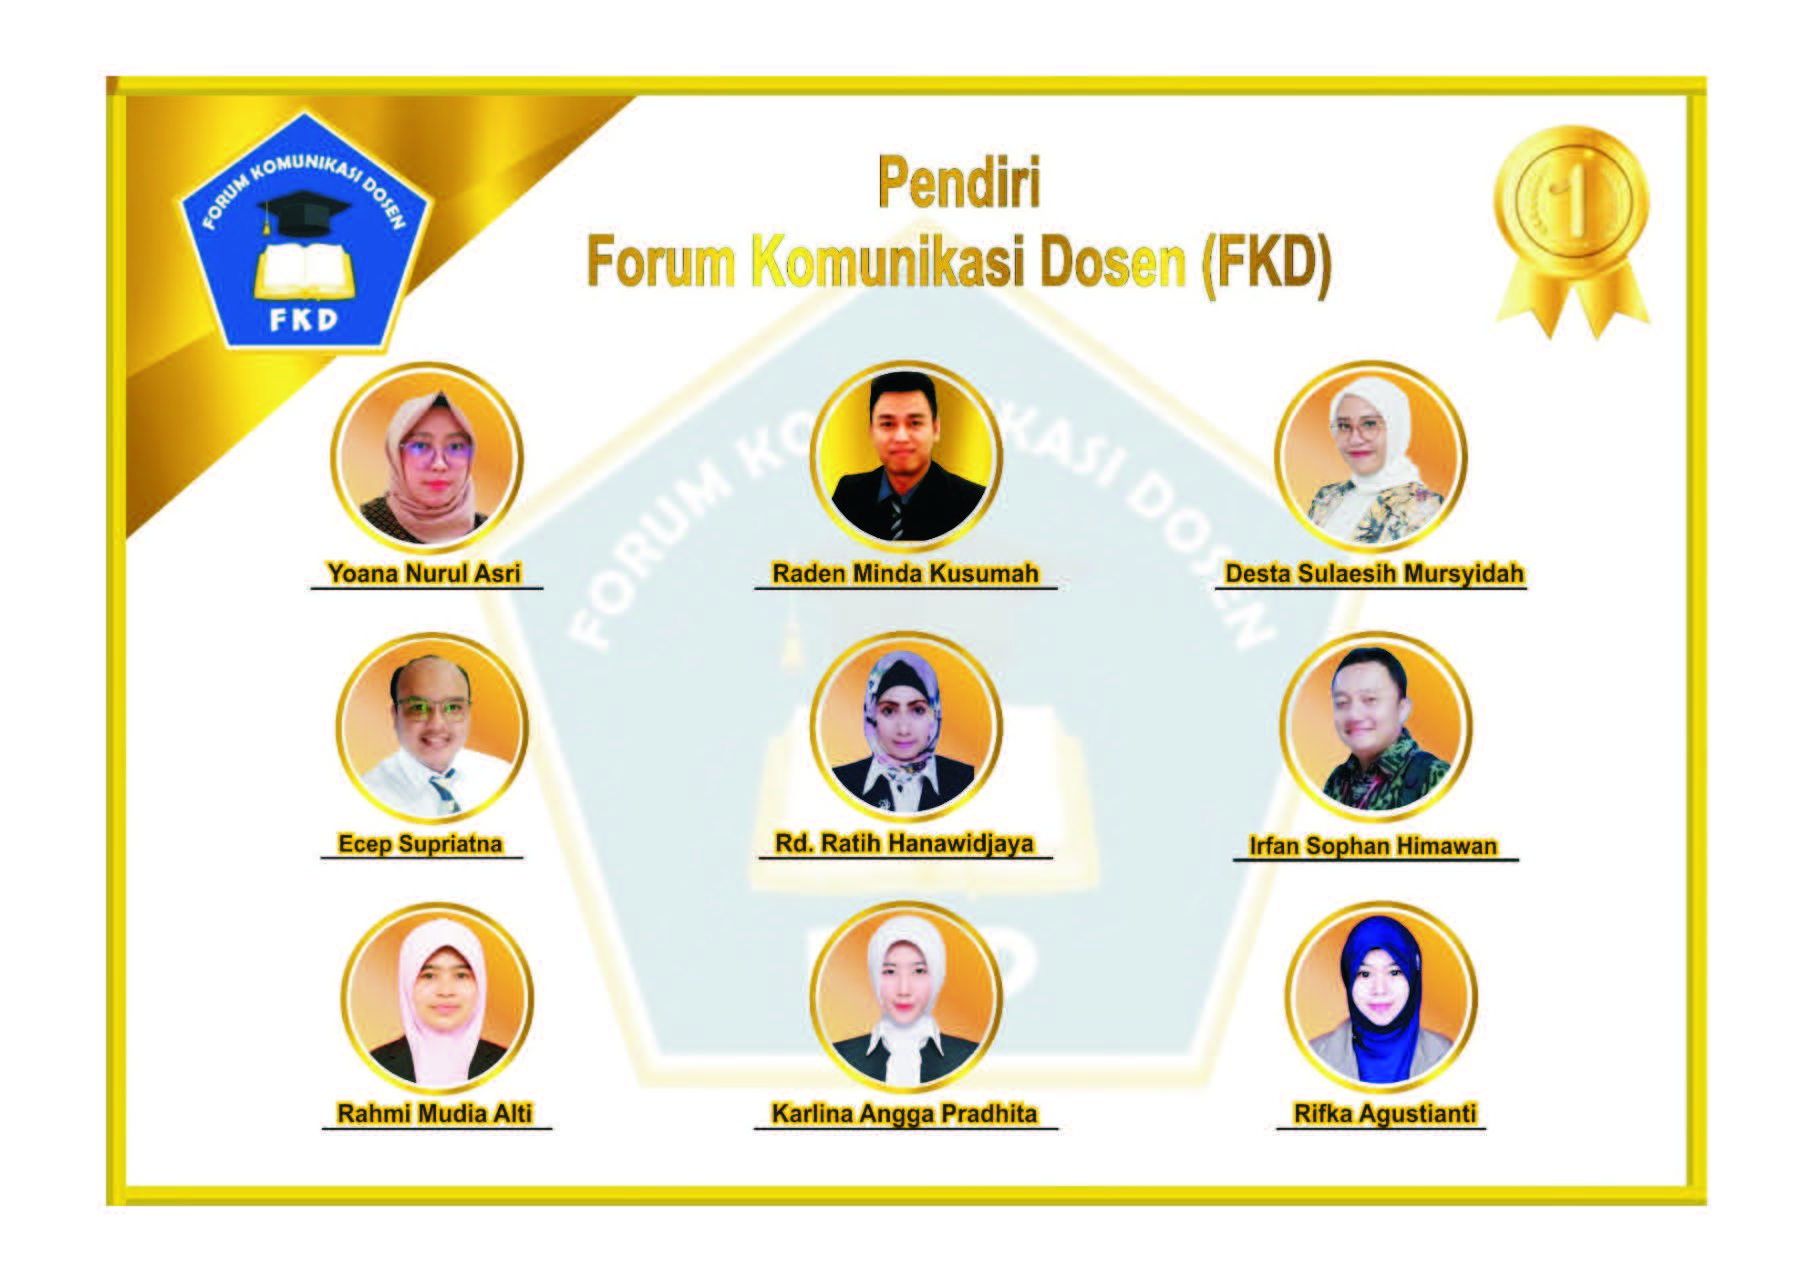 FORUM KOMUNIKASI DOSEN
FKD
1
Pendiri
Forum Komunikasi Dosen (FKD)
Yoana Nurul Asri
Raden Minda Kusumah
Desta Sulaesih Mursyidah
Ecep Supriatna
Rd. Ratih Hanawidjaya
Irfan Sophan Himawan
Rahmi Mudia Alti
Karlina Angga Pradhita
Rifka Agustianti